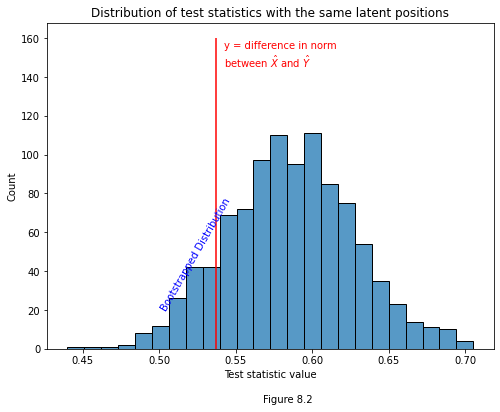 Distribution of test statistics with the same latent positions
160
140
120
100
80
60
40
20
0
Count
y = difference in norm
between X̂ and Ŷ
Bootstrapped Distribution
0.45 0.50 0.55 0.60 0.65 0.70
Test statistic value
Figure 8.2